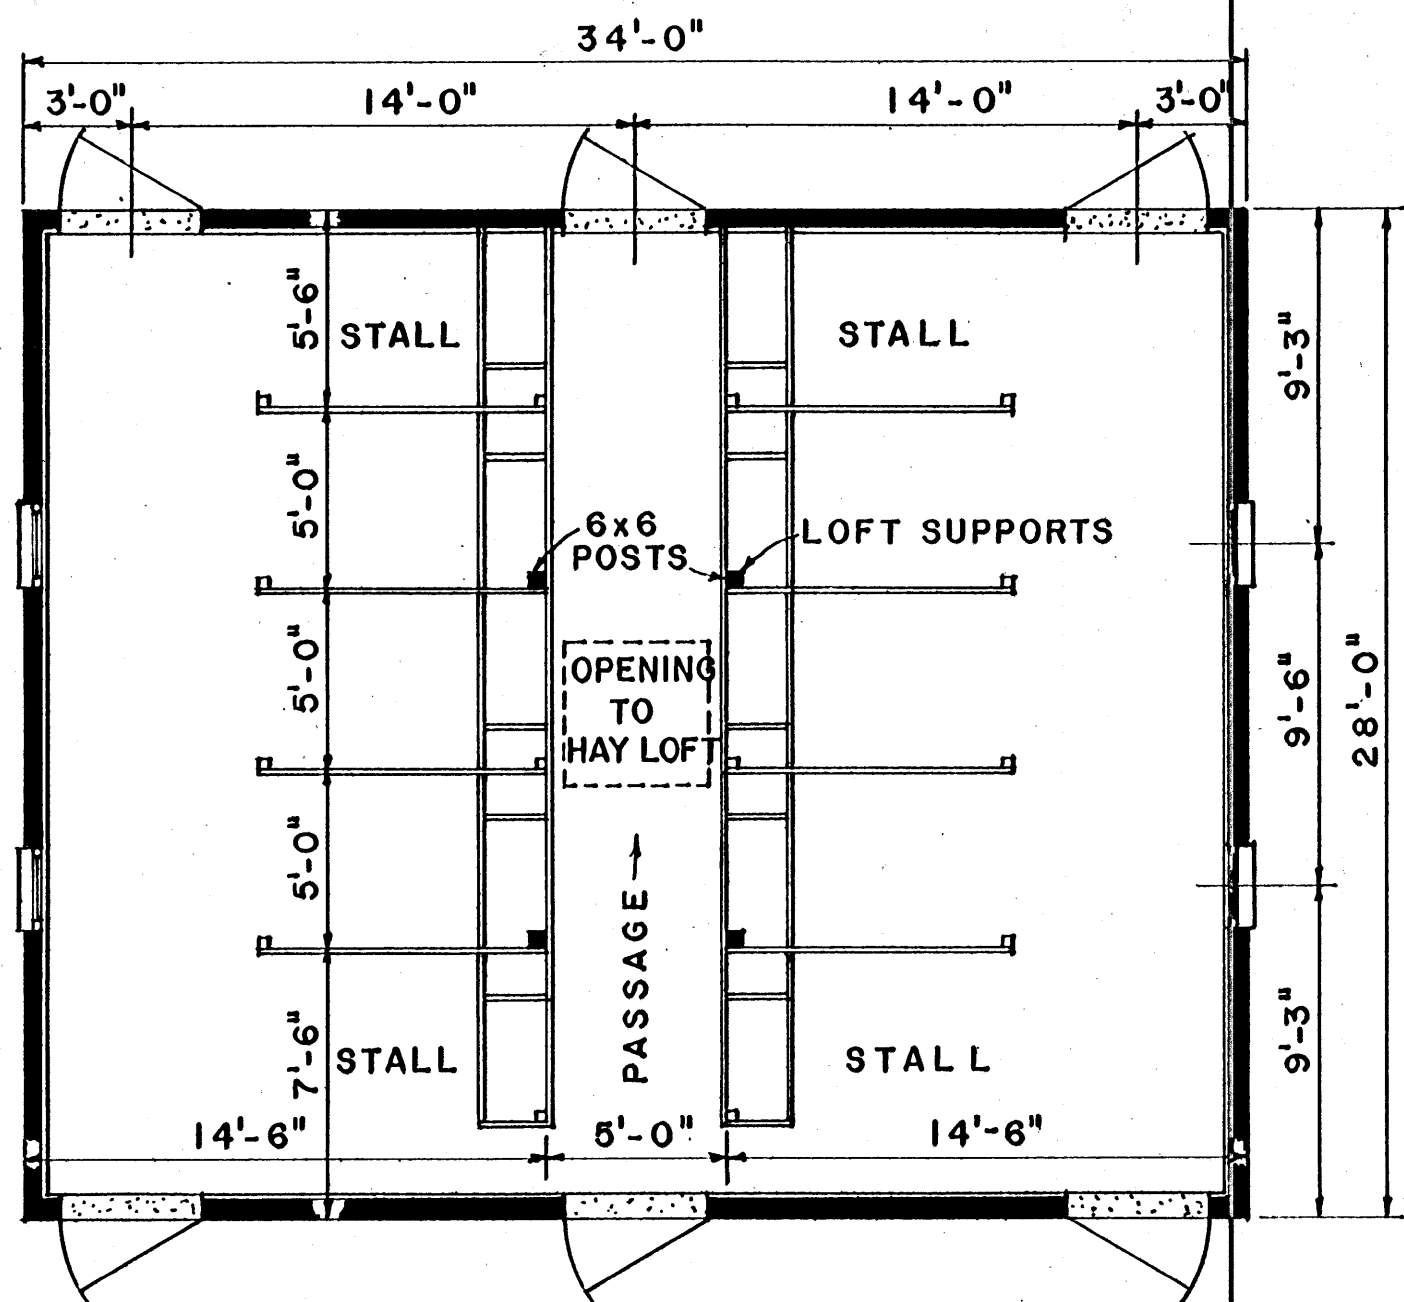 34'-0"
3'-0" 14'-0" 14'-0" 3'-0"
5'-6"
STALL
STALL
9'-3"
5'-0"
6x6
POSTS
LOFT SUPPORTS
5'-0"
OPENING
TO
HAY LOFT
9'-6"
28'-0"
5'-0"
PASSAGE
7'-6"
STALL
STALL
9'-3"
14'-6" 5'-0" 14'-6"